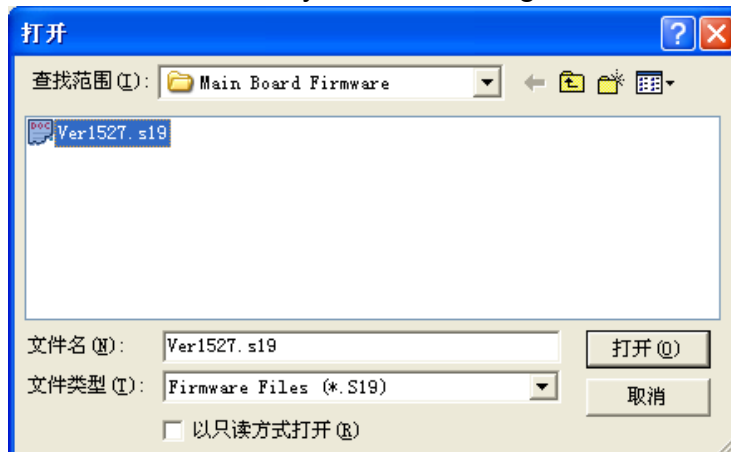 打开
查找范围(I): Main Board Firmware
Ver1527.s19
文件名(N): Ver1527.s19 打开(O)
文件类型(T): Firmware Files (*.S19) 取消
以只读方式打开(R)